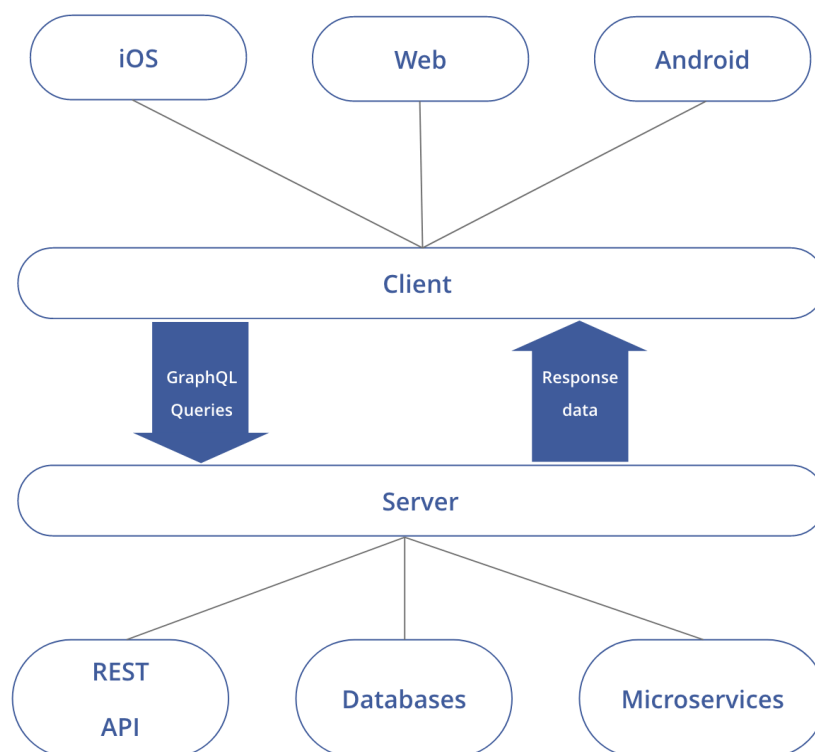 iOS
Web
Android
Client
GraphQL
Queries
Response
data
Server
REST
API
Databases
Microservices